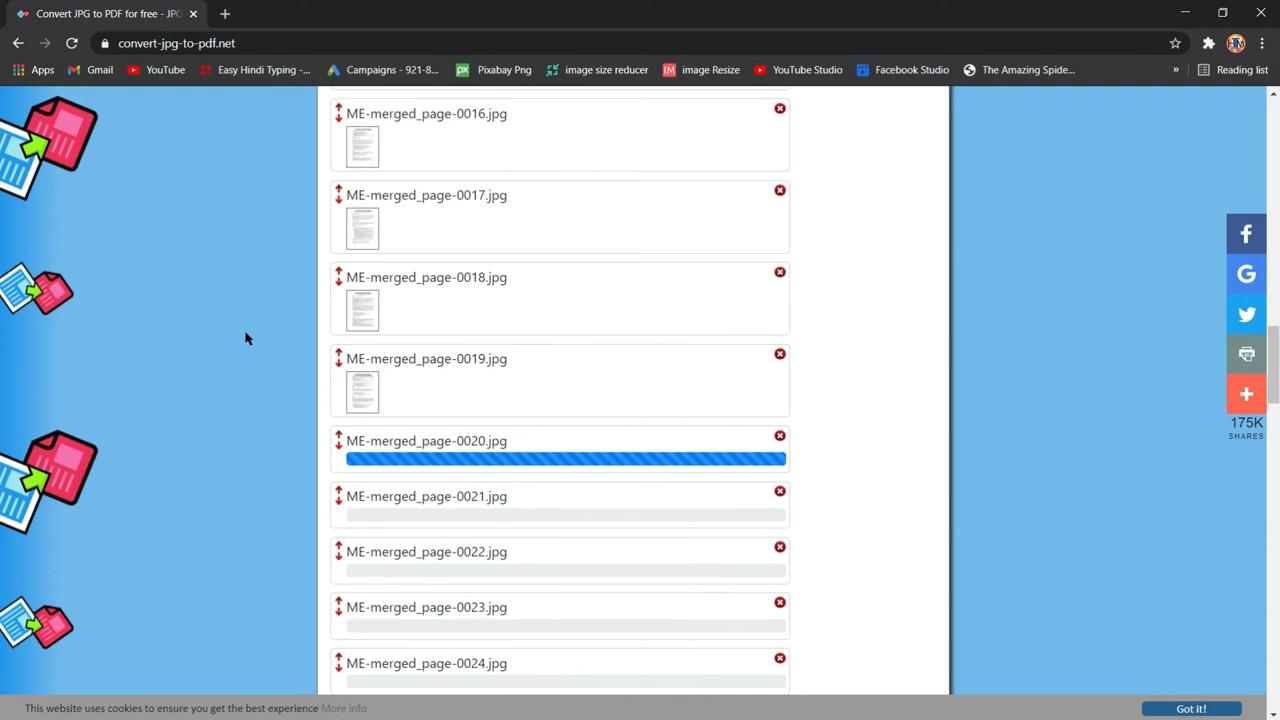 Convert JPG to PDF for free - JPG
convert-jpg-to-pdf.net
Apps
Gmail
YouTube
Easy Hindi Typing -...
Campaigns - 921-8...
px
Pixabay Png
image size reducer
IM
image Resize
YouTube Studio
Facebook Studio
The Amazing Spide...
»
Reading list
ME-merged_page-0016.jpg
ME-merged_page-0017.jpg
ME-merged_page-0018.jpg
ME-merged_page-0019.jpg
ME-merged_page-0020.jpg
ME-merged_page-0021.jpg
ME-merged_page-0022.jpg
ME-merged_page-0023.jpg
ME-merged_page-0024.jpg
175K
SHARES
This website uses cookies to ensure you get the best experience More info
Got it!